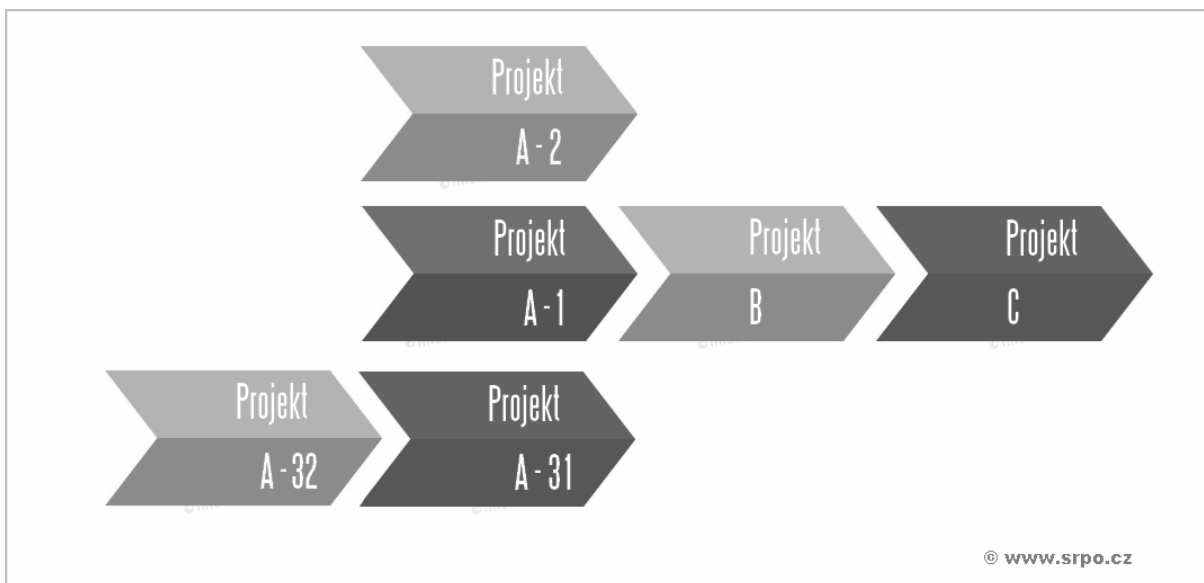 Projekt
A - 2
Projekt
A - 1
Projekt
B
Projekt
C
Projekt
A - 32
Projekt
A - 31
© www.srpo.cz